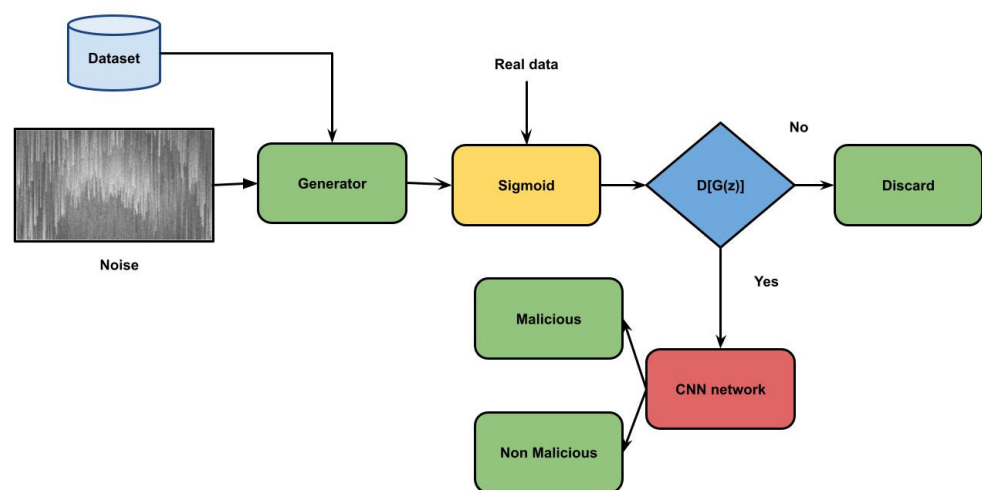 Dataset
Real data
No
Generator
Sigmoid
D[G(z)]
Discard
Noise
Yes
Malicious
CNN network
Non Malicious